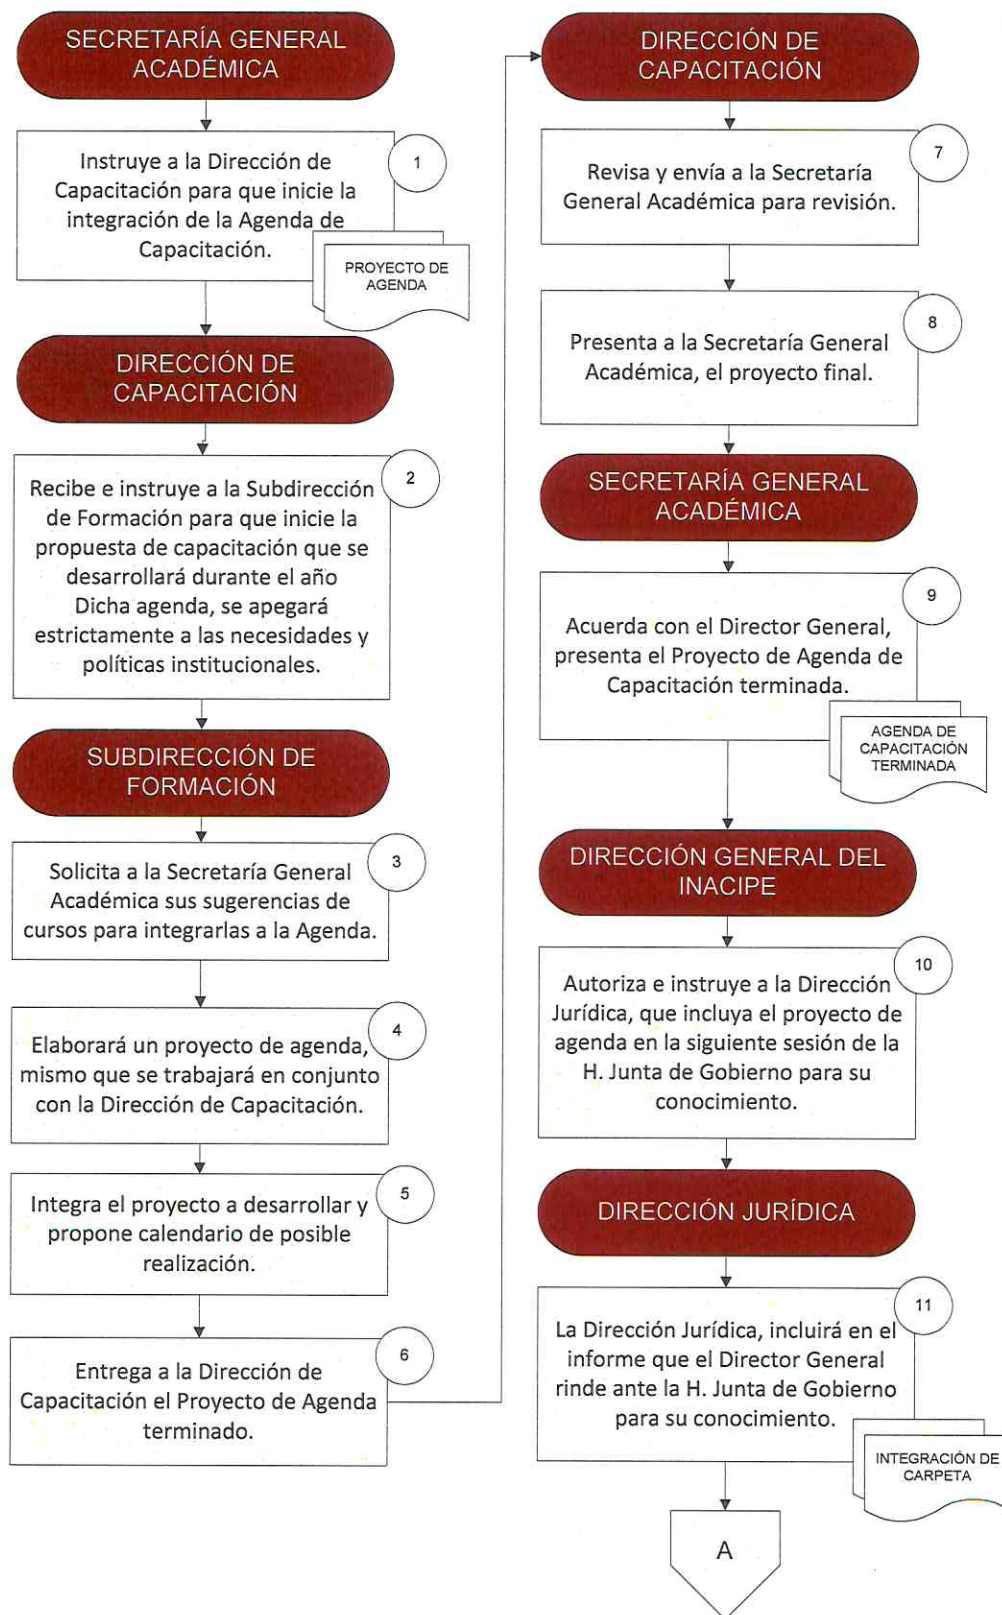 SECRETARÍA GENERAL
ACADÉMICA
1
Instruye a la Dirección de
Capacitación para que inicie la
integración de la Agenda de
Capacitación.
PROYECTO DE
AGENDA
DIRECCIÓN DE
CAPACITACIÓN
2
Recibe e instruye a la Subdirección
de Formación para que inicie la
propuesta de capacitación que se
desarrollará durante el año
Dicha agenda, se apegará
estrictamente a las necesidades y
políticas institucionales.
SUBDIRECCIÓN DE
FORMACIÓN
3
Solicita a la Secretaría General
Académica sus sugerencias de
cursos para integrarlas a la Agenda.
4
Elaborará un proyecto de agenda,
mismo que se trabajará en conjunto
con la Dirección de Capacitación.
5
Integra el proyecto a desarrollar y
propone calendario de posible
realización.
6
Entrega a la Dirección de
Capacitación el Proyecto de Agenda
terminado.
DIRECCIÓN DE
CAPACITACIÓN
7
Revisa y envía a la Secretaría
General Académica para revisión.
8
Presenta a la Secretaría General
Académica, el proyecto final.
SECRETARÍA GENERAL
ACADÉMICA
9
Acuerda con el Director General,
presenta el Proyecto de Agenda de
Capacitación terminada.
AGENDA DE
CAPACITACIÓN
TERMINADA
DIRECCIÓN GENERAL DEL
INACIPE
10
Autoriza e instruye a la Dirección
Jurídica, que incluya el proyecto de
agenda en la siguiente sesión de la
H. Junta de Gobierno para su
conocimiento.
DIRECCIÓN JURÍDICA
11
La Dirección Jurídica, incluirá en el
informe que el Director General
rinde ante la H. Junta de Gobierno
para su conocimiento.
INTEGRACIÓN DE
CARPETA
A